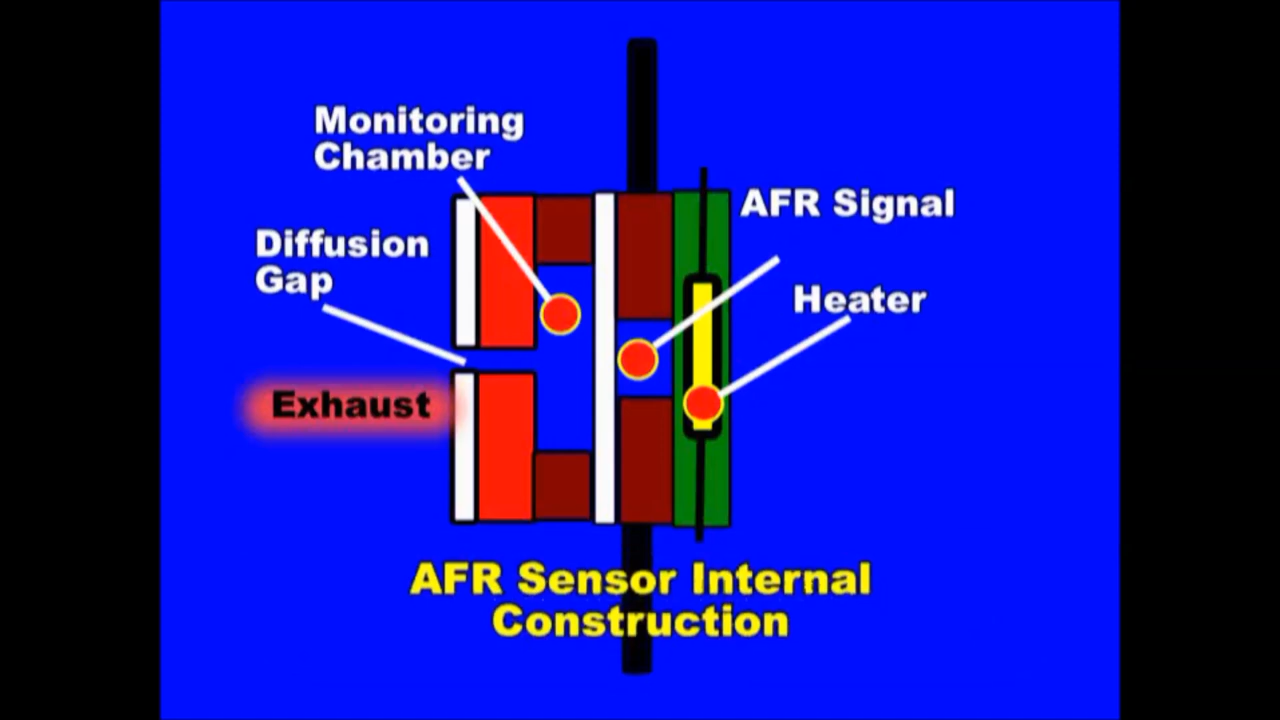 Monitoring
Chamber
AFR Signal
Diffusion
Gap
Heater
Exhaust
AFR Sensor Internal
Construction